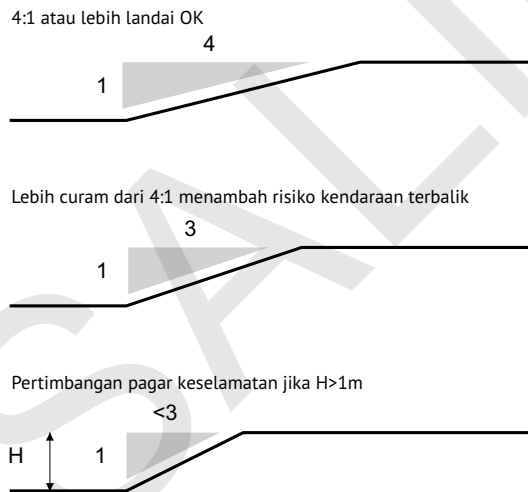 4:1 atau lebih landai OK
4
1
Lebih curam dari 4:1 menambah risiko kendaraan terbalik
3
1
Pertimbangan pagar keselamatan jika H>1m
<3
H
1